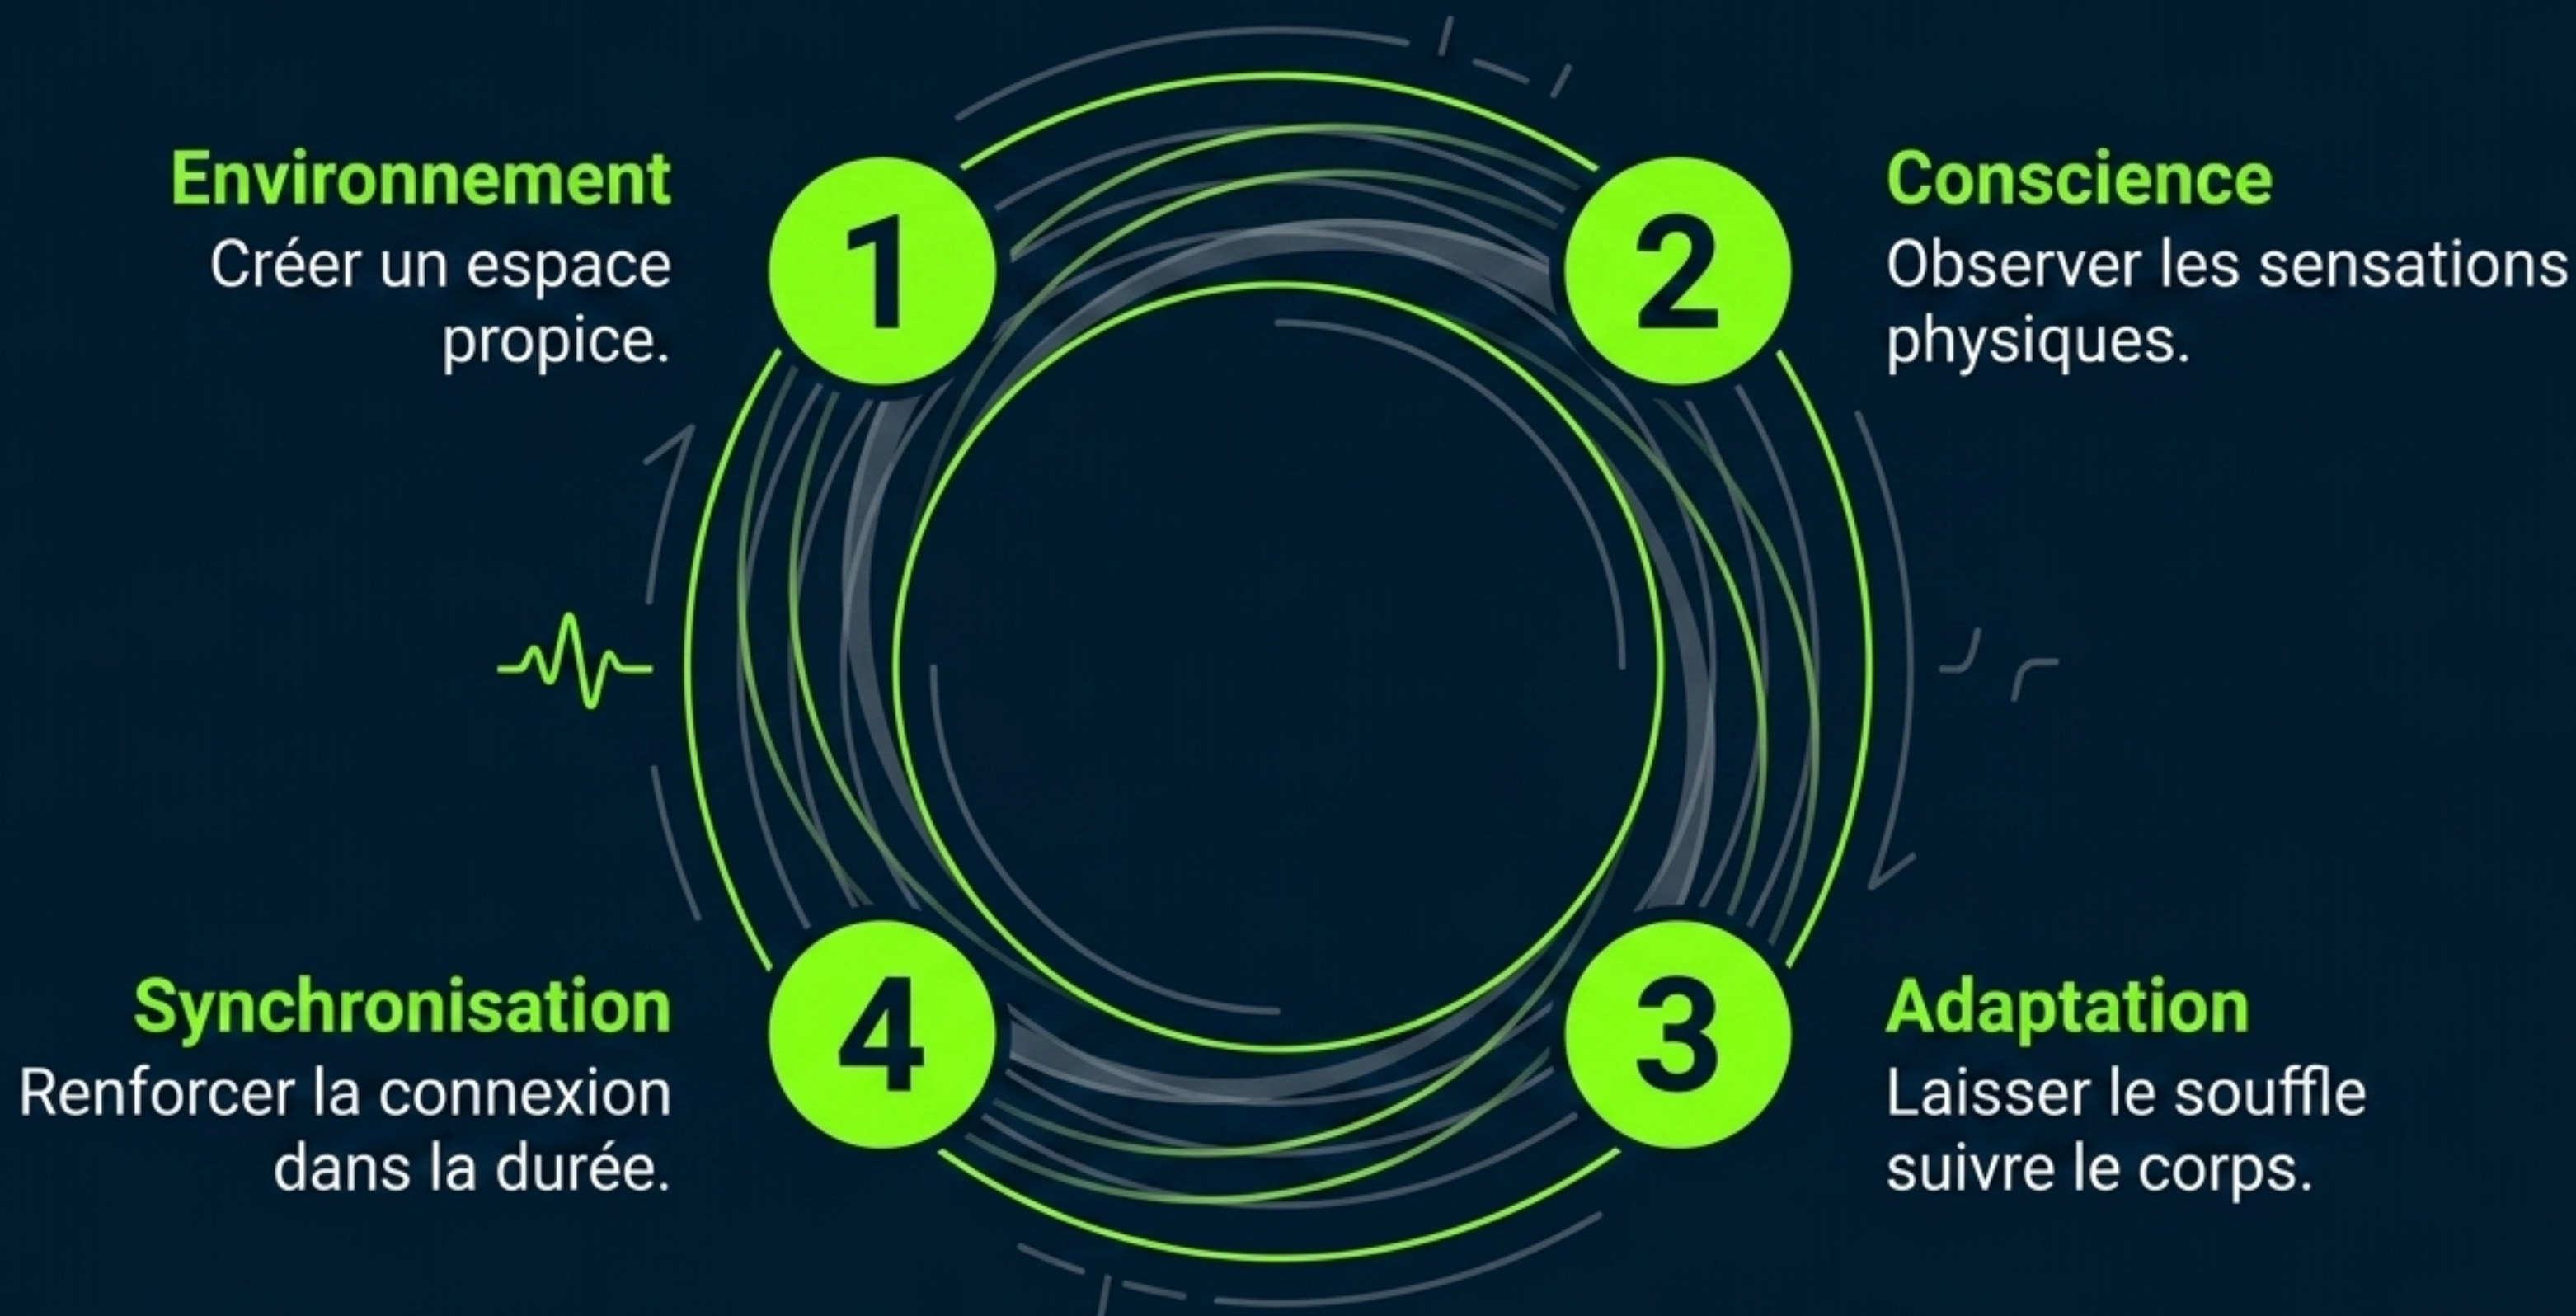 1
Environnement
Créer un espace
propice.
2
Conscience
Observer les sensations
physiques.
3
Adaptation
Laisser le souffle
suivre le corps.
4
Synchronisation
Renforcer la connexion
dans la durée.